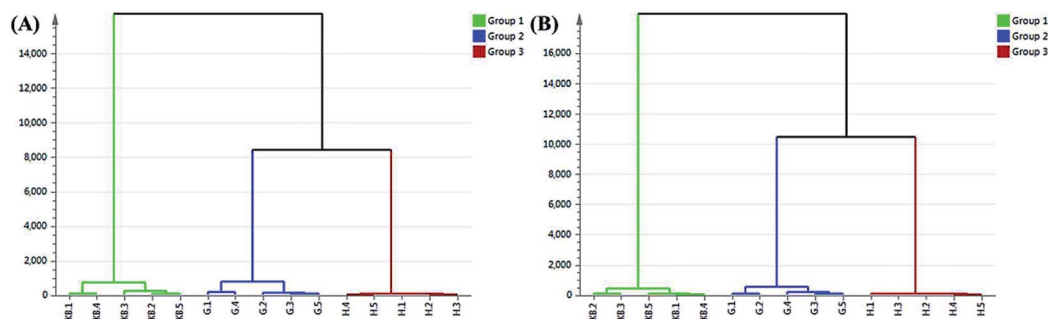 (A)
Group 1
Group 2
Group 3
14,000
12,000
10,000
8,000
6,000
4,000
2,000
0
KB.1
KB.4
KB.3
KB.2
KB.5
G.1
G.4
G.2
G.3
G.5
H.4
H.5
H.1
H.2
H.3
(B)
Group 1
Group 2
Group 3
16,000
14,000
12,000
10,000
8,000
6,000
4,000
2,000
0
KB.2
KB.3
KB.5
KB.1
KB.4
G.1
G.2
G.4
G.3
G.5
H.1
H.3
H.2
H.4
H.5